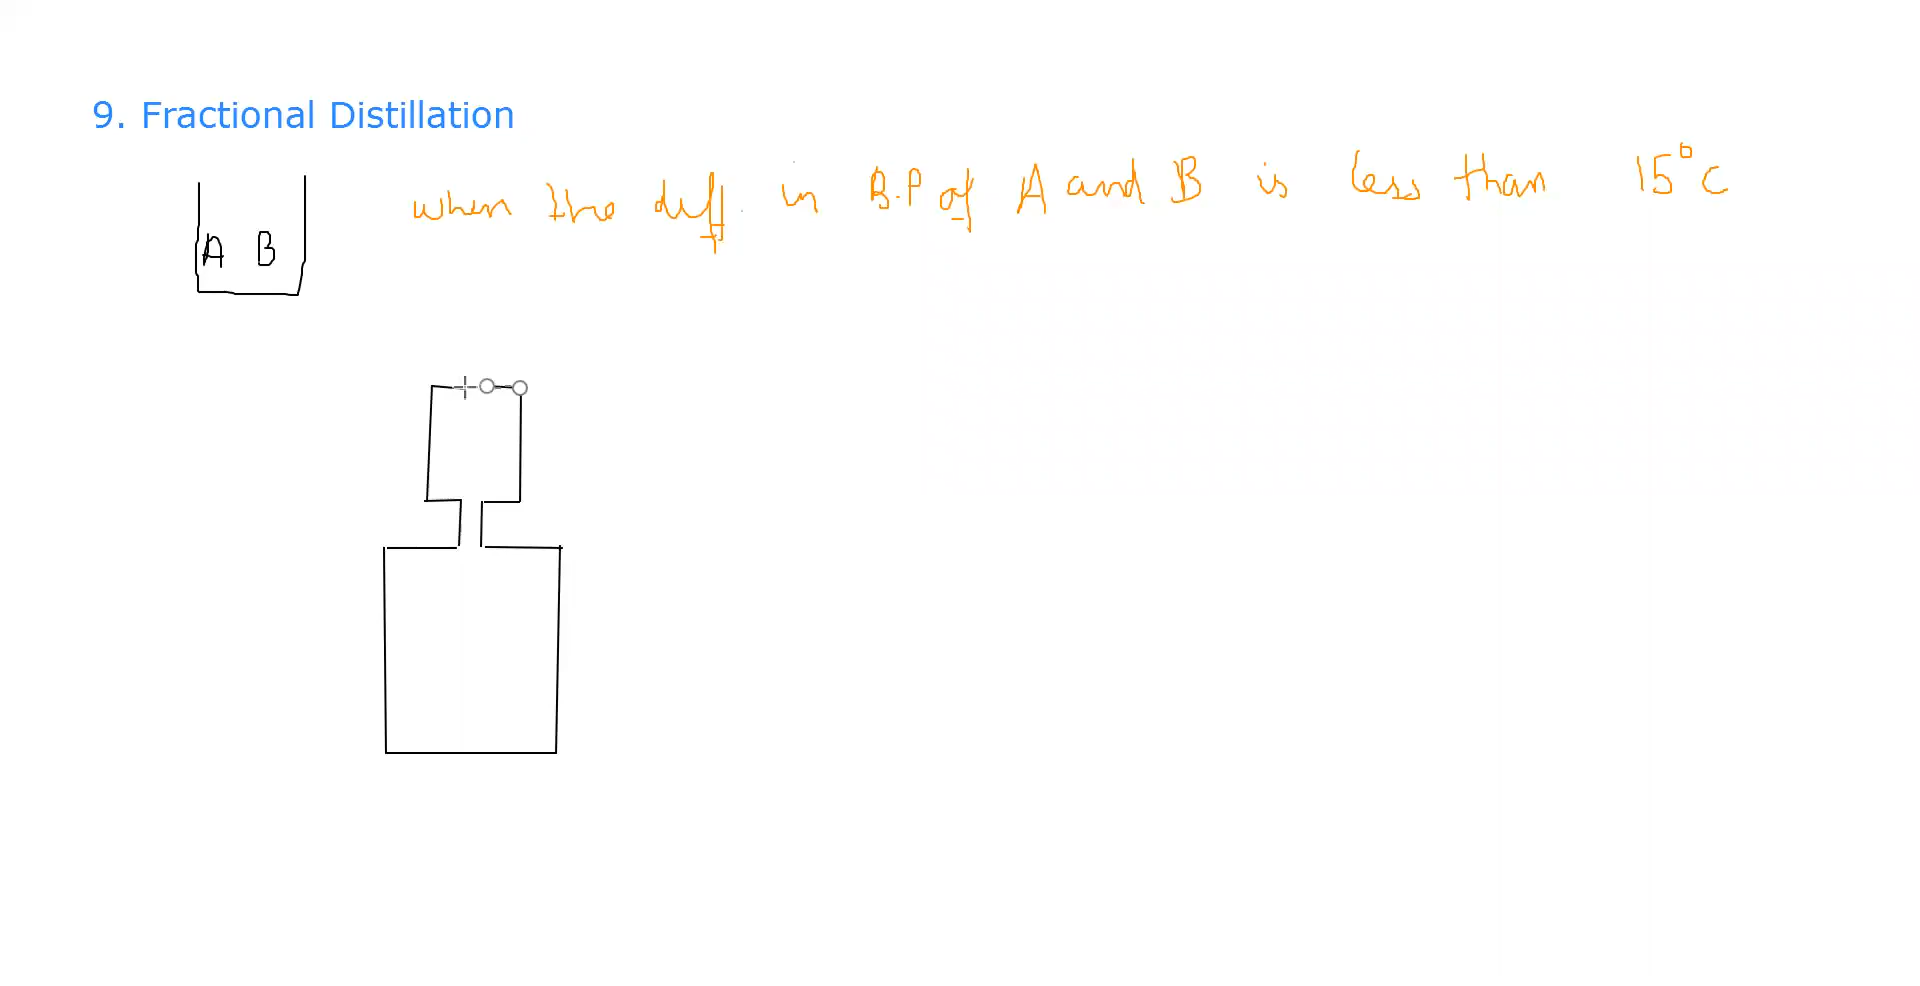 9. Fractional Distillation
when the diff. in B.P of A and B is less than 15°c
A B